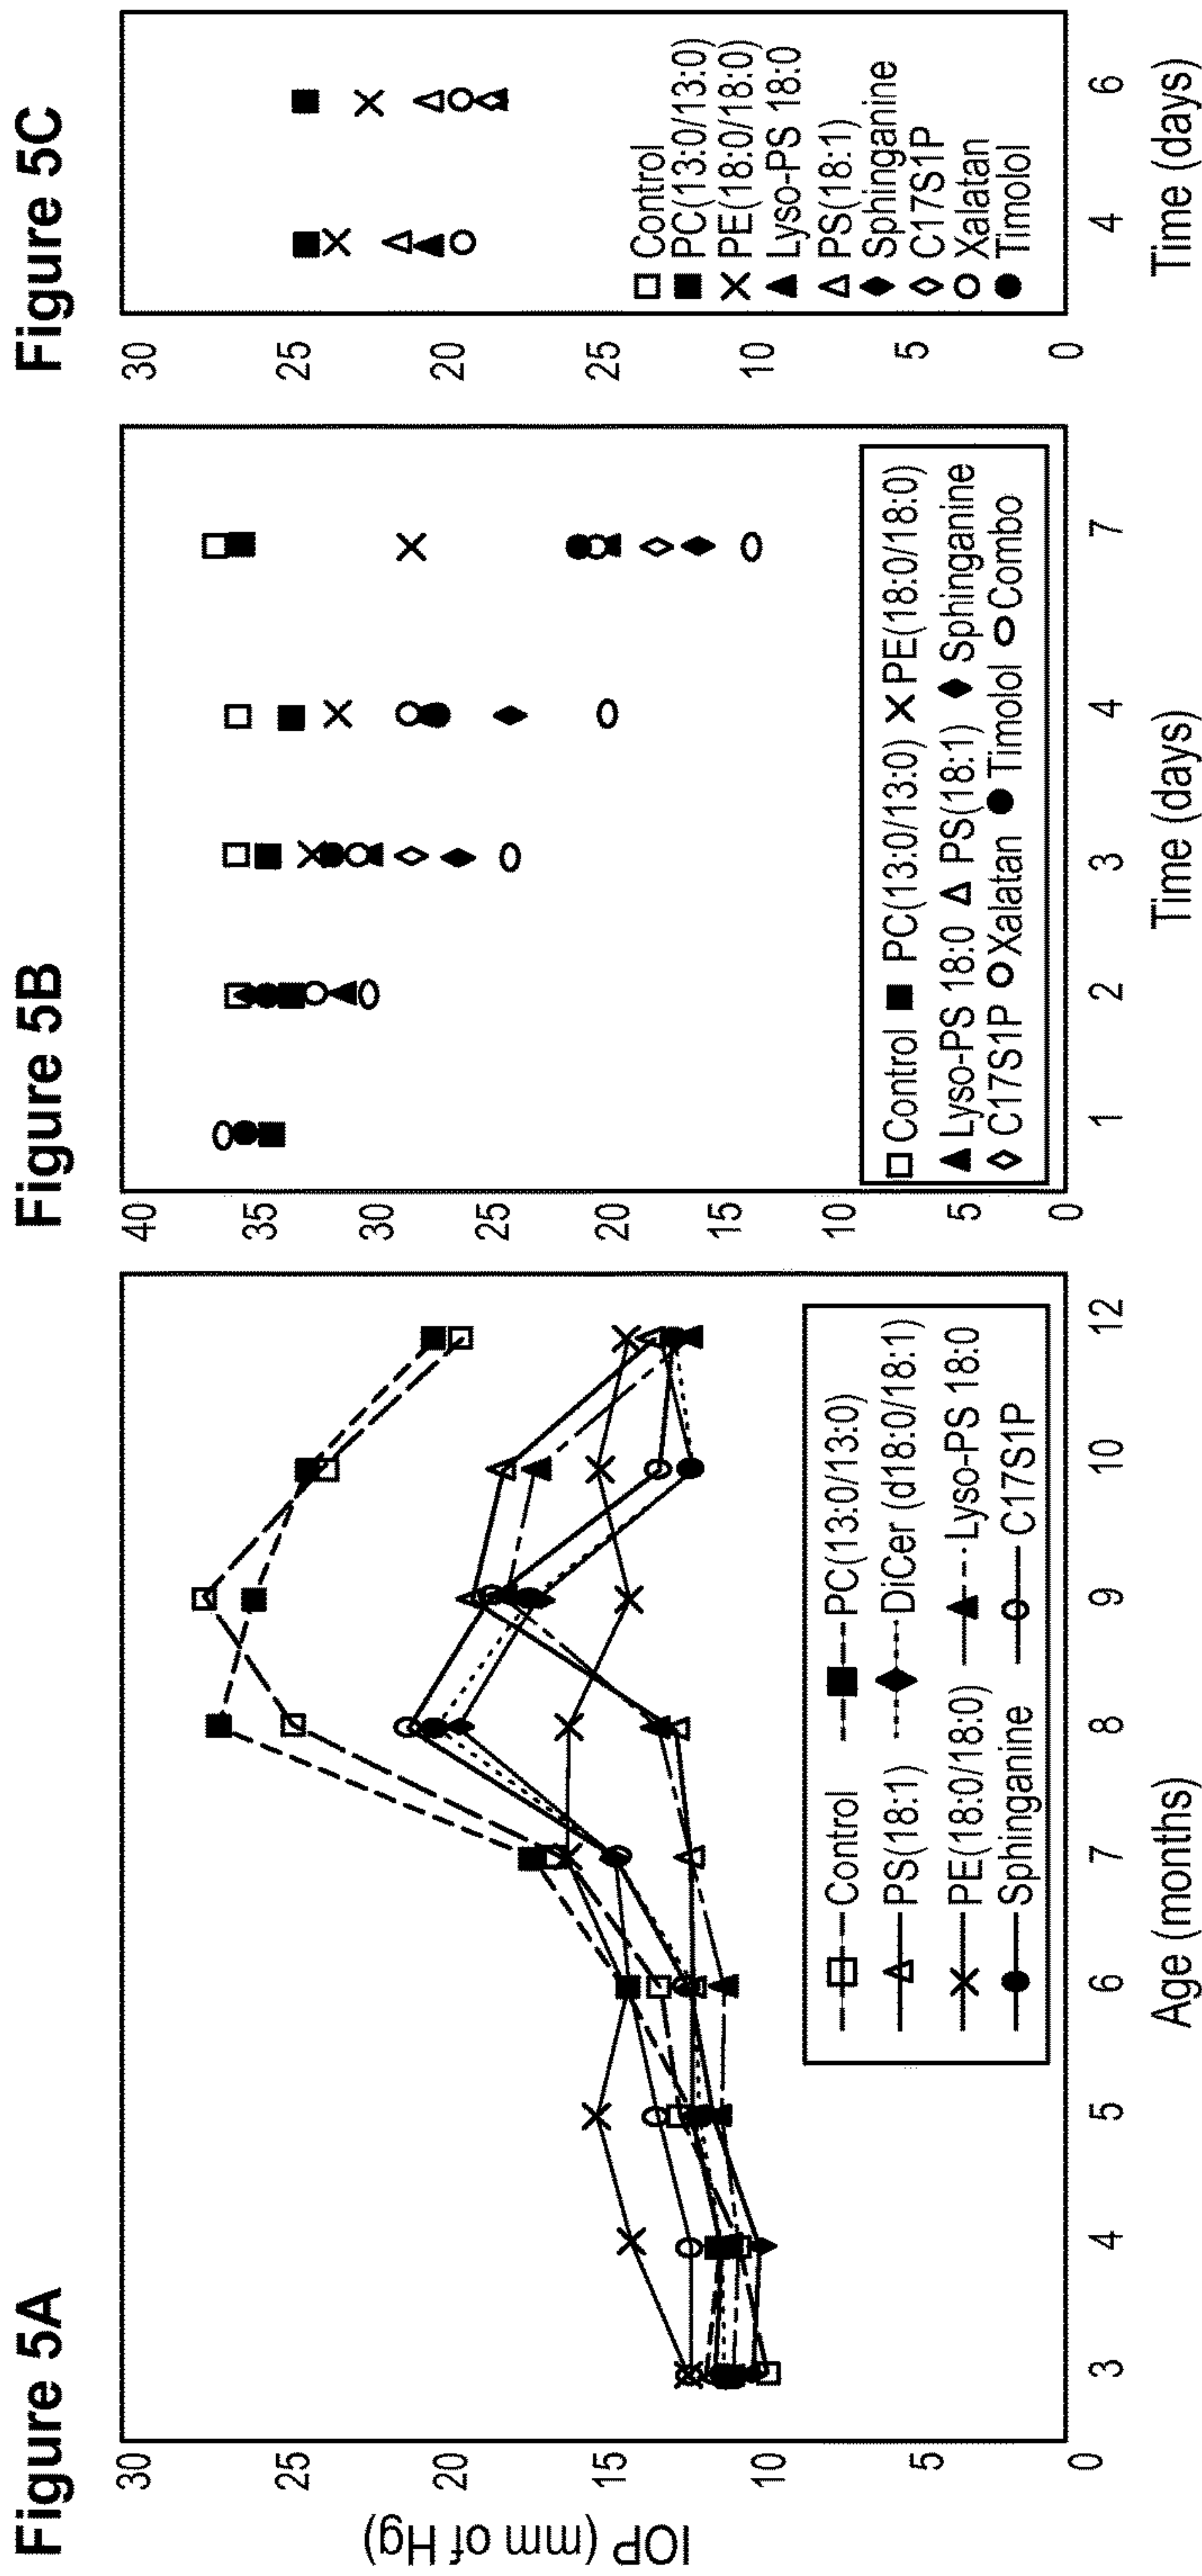 Figure 5A
IOP (mm of Hg)
30
25
20
15
10
5
0
3 4 5 6 7 8 9 10 12
Age (months)
Control PC(13:0/13:0)
PS(18:1) DiCer (d18:0/18:1)
PE(18:0/18:0) Lyso-PS 18:0
Sphinganine C17S1P
Figure 5B
40
35
30
25
20
15
10
5
0
1 2 3 4 7
Time (days)
Control PC(13:0/13:0) PE(18:0/18:0)
Lyso-PS 18:0 PS(18:1) Sphinganine
C17S1P Xalatan Timolol Combo
Figure 5C
30
25
20
25
10
5
0
4 6
Time (days)
Control
PC(13:0/13:0)
PE(18:0/18:0)
Lyso-PS 18:0
PS(18:1)
Sphinganine
C17S1P
Xalatan
Timolol